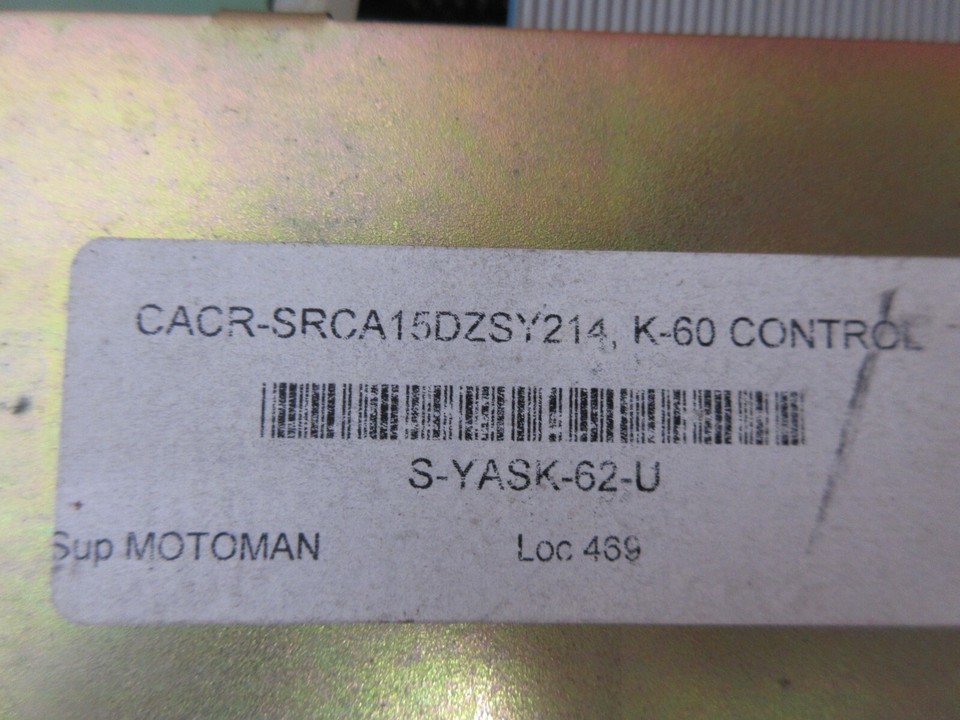 CACR-SRCA15DZSY214, K-60 CONTROL
S-YASK-62-U
Sup MOTOMAN Loc 469